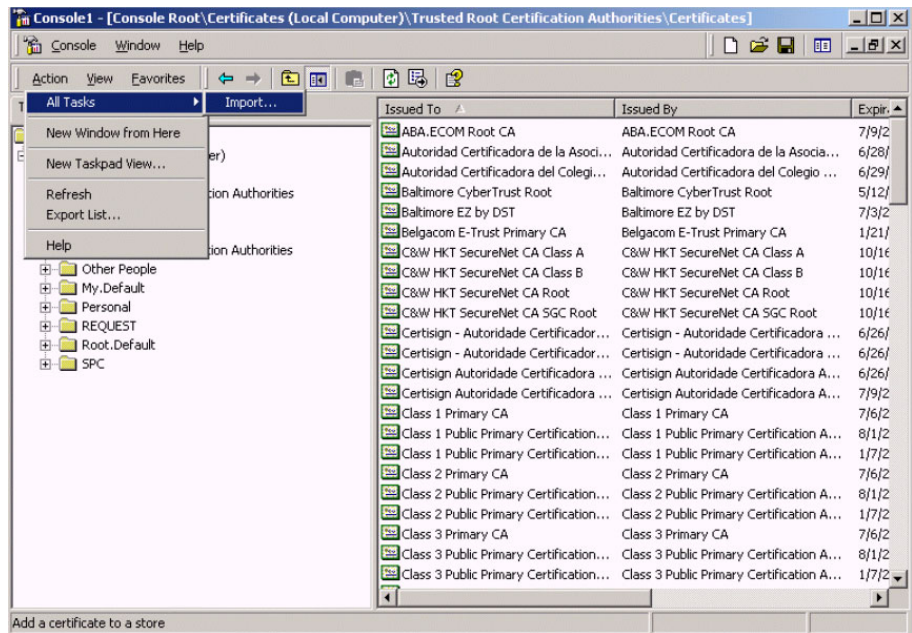 Console1 - [Console Root\Certificates (Local Computer)\Trusted Root Certification Authorities\Certificates]
Console Window Help
Action View Favorites
All Tasks Import...
New Window from Here
New Taskpad View...
Refresh
Export List...
Help
er)
tion Authorities
tion Authorities
Other People
My.Default
Personal
REQUEST
Root.Default
SPC
Issued To Issued By Expir.
ABA.ECOM Root CA ABA.ECOM Root CA 7/9/2
Autoridad Certificadora de la Asoci... Autoridad Certificadora de la Asocia... 6/28/
Autoridad Certificadora del Colegi... Autoridad Certificadora del Colegio ... 6/29/
Baltimore CyberTrust Root Baltimore CyberTrust Root 5/12/
Baltimore EZ by DST Baltimore EZ by DST 7/3/2
Belgacom E-Trust Primary CA Belgacom E-Trust Primary CA 1/21/
C&W HKT SecureNet CA Class A C&W HKT SecureNet CA Class A 10/16
C&W HKT SecureNet CA Class B C&W HKT SecureNet CA Class B 10/16
C&W HKT SecureNet CA Root C&W HKT SecureNet CA Root 10/16
C&W HKT SecureNet CA SGC Root C&W HKT SecureNet CA SGC Root 10/16
Certisign - Autoridade Certificador... Certisign - Autoridade Certificadora ... 6/26/
Certisign - Autoridade Certificador... Certisign - Autoridade Certificadora ... 6/26/
Certisign Autoridade Certificadora ... Certisign Autoridade Certificadora A... 6/26/
Certisign Autoridade Certificadora ... Certisign Autoridade Certificadora A... 7/9/2
Class 1 Primary CA Class 1 Primary CA 7/6/2
Class 1 Public Primary Certification... Class 1 Public Primary Certification A... 8/1/2
Class 1 Public Primary Certification... Class 1 Public Primary Certification A... 1/7/2
Class 2 Primary CA Class 2 Primary CA 7/6/2
Class 2 Public Primary Certification... Class 2 Public Primary Certification A... 8/1/2
Class 2 Public Primary Certification... Class 2 Public Primary Certification A... 1/7/2
Class 3 Primary CA Class 3 Primary CA 7/6/2
Class 3 Public Primary Certification... Class 3 Public Primary Certification A... 8/1/2
Class 3 Public Primary Certification... Class 3 Public Primary Certification A... 1/7/2
Add a certificate to a store